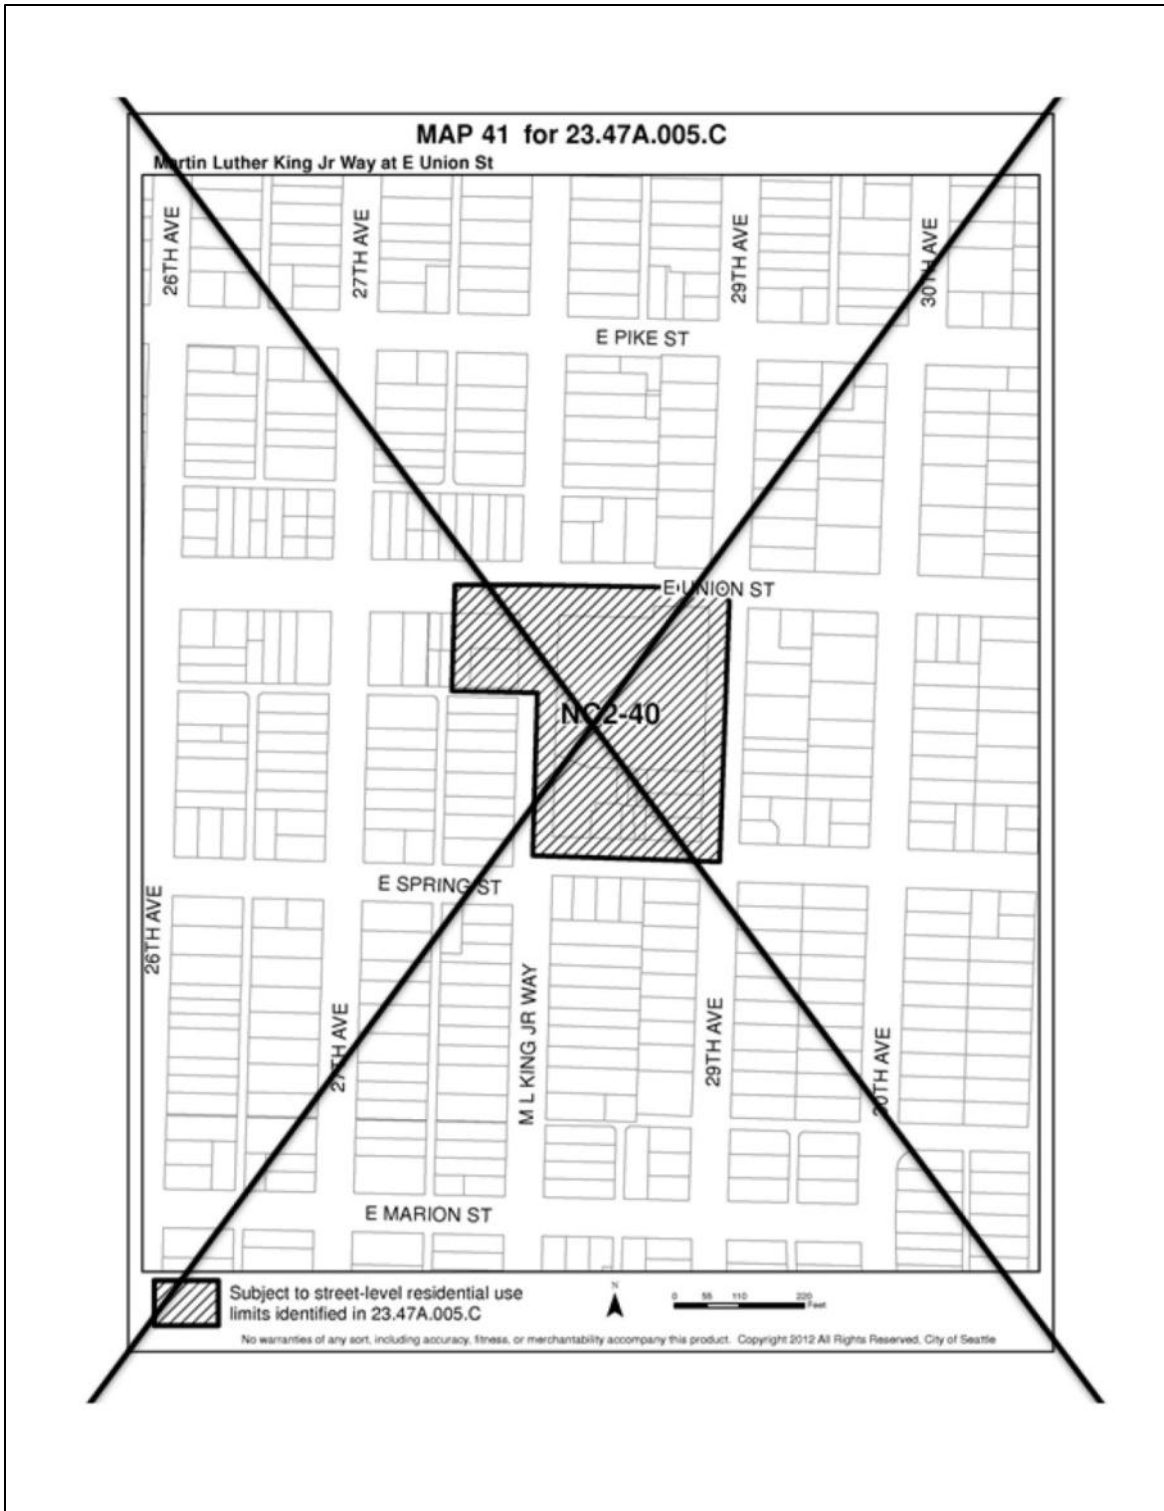 MAP 41 for 23.47A.005.C
Martin Luther King Jr Way at E Union St
26TH AVE
27TH AVE
29TH AVE
30TH AVE
E PIKE ST
E UNION ST
NC2-40
E SPRING ST
26TH AVE
27TH AVE
M L KING JR WAY
29TH AVE
30TH AVE
E MARION ST
Subject to street-level residential use
limits identified in 23.47A.005.C
N
0 55 110 220
Feet
No warranties of any sort, including accuracy, fitness, or merchantability accompany this product. Copyright 2012 All Rights Reserved, City of Seattle